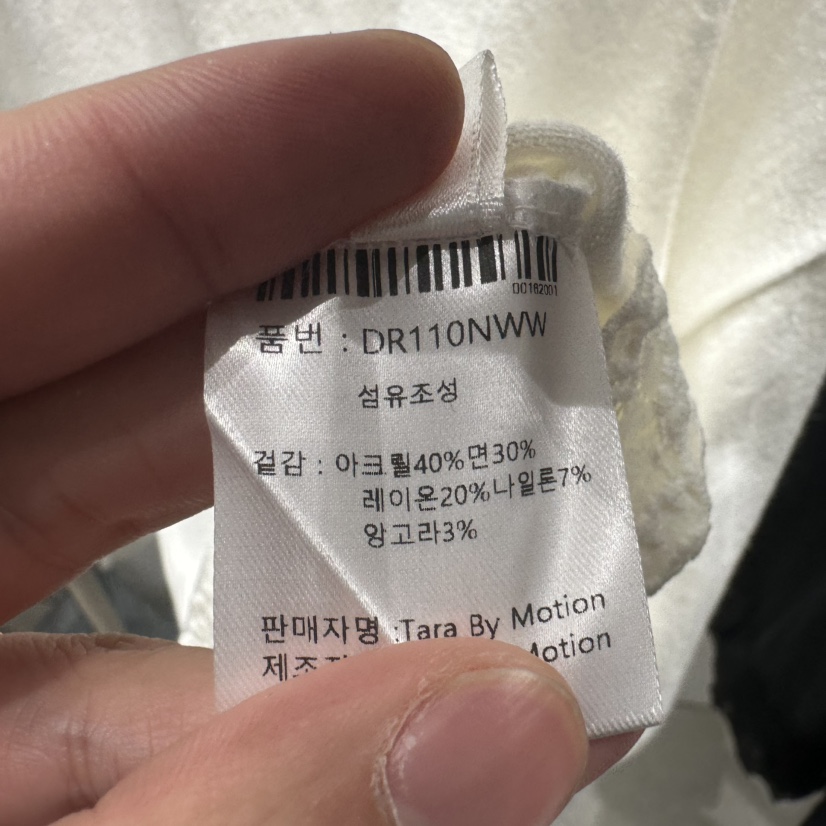 00182001
품번 : DR110NWW
섬유조성
겉감 : 아크릴40%면30%
레이온20%나일론7%
앙고라3%
판매자명 :Tara By Motion
Motion